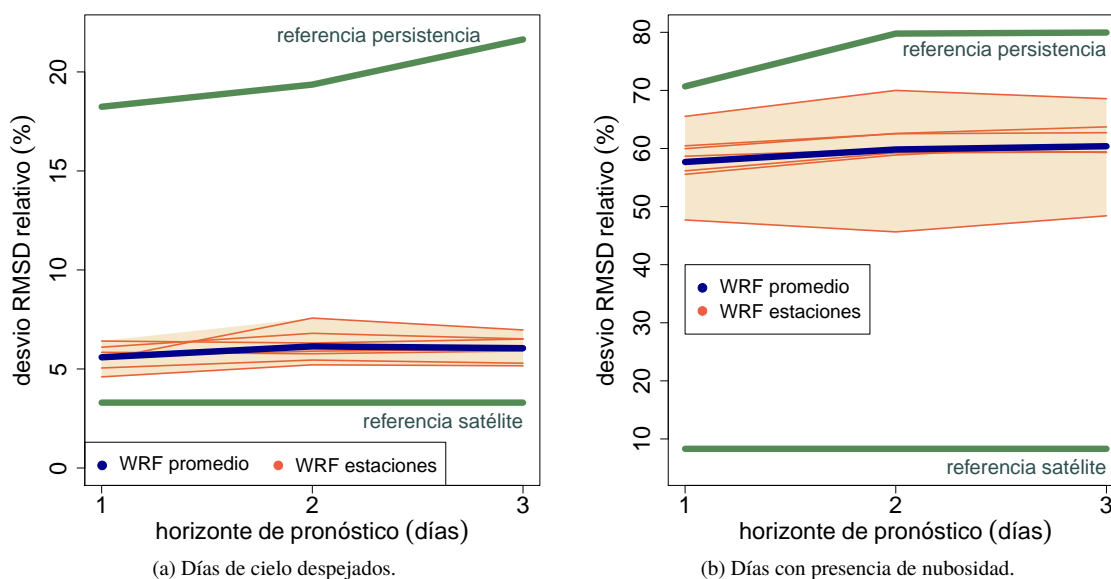 referencia persistencia
desvio RMSD relativo (%)
20
15
10
5
0
referencia satélite
WRF promedio
WRF estaciones
1
2
3
horizonte de pronóstico (días)
(a) Días de cielo despejados.
referencia persistencia
desvio RMSD relativo (%)
80
70
60
50
40
30
20
10
WRF promedio
WRF estaciones
referencia satélite
1
2
3
horizonte de pronóstico (días)
(b) Días con presencia de nubosidad.